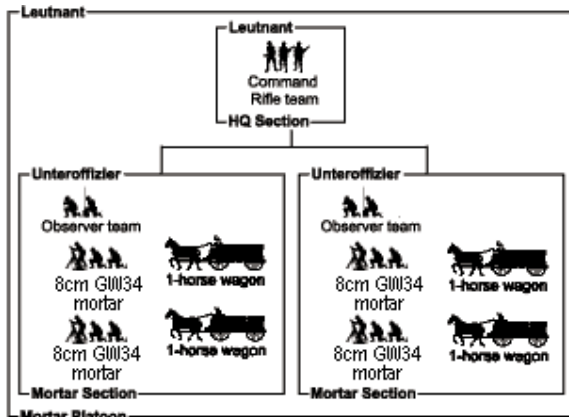 Leutnant
Leutnant
Command
Rifle team
HQ Section
Unteroffizier
Observer team
8cm GW34
mortar
1-horse wagon
8cm GW34
mortar
1-horse wagon
Mortar Section
Unteroffizier
Observer team
8cm GW34
mortar
1-horse wagon
8cm GW34
mortar
1-horse wagon
Mortar Section
Mortar Platoon